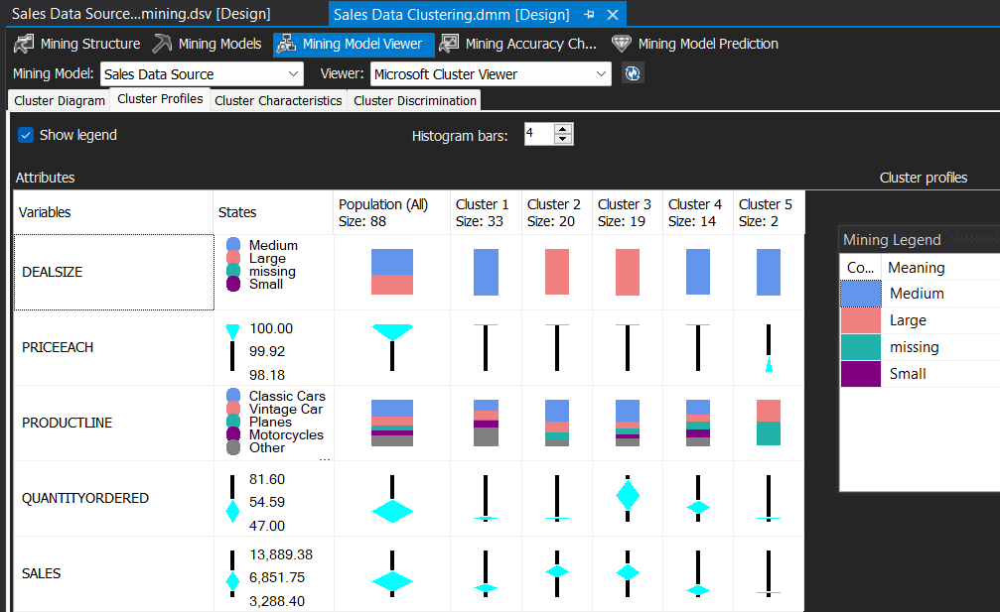 Sales Data Source...mining.dsv [Design]
Sales Data Clustering.dmm [Design]
Mining Structure
Mining Models
Mining Model Viewer
Mining Accuracy Ch...
Mining Model Prediction
Mining Model:
Sales Data Source
Viewer:
Microsoft Cluster Viewer
Cluster Diagram
Cluster Profiles
Cluster Characteristics
Cluster Discrimination
Show legend
Histogram bars:
4
Attributes
Cluster profiles
Variables
States
Population (All)
Size: 88
Cluster 1
Size: 33
Cluster 2
Size: 20
Cluster 3
Size: 19
Cluster 4
Size: 14
Cluster 5
Size: 2
DEALSIZE
Medium
Large
missing
Small
PRICEEACH
100.00
99.92
98.18
PRODUCTLINE
Classic Cars
Vintage Car
Planes
Motorcycles
Other
...
QUANTITYORDERED
81.60
54.59
47.00
SALES
13,889.38
6,851.75
3,288.40
Mining Legend
Co...
Meaning
Medium
Large
missing
Small